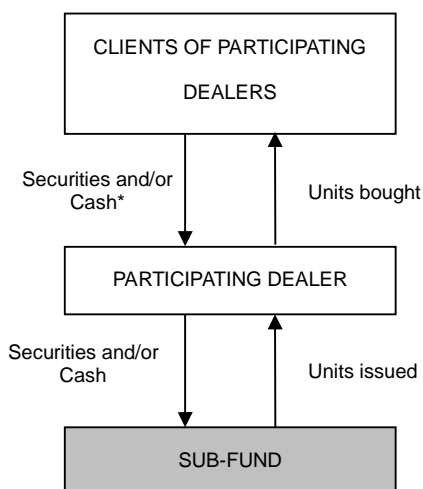 CLIENTS OF PARTICIPATING
DEALERS
Securities and/or
Cash*
Units bought
PARTICIPATING DEALER
Securities and/or
Cash
Units issued
SUB-FUND